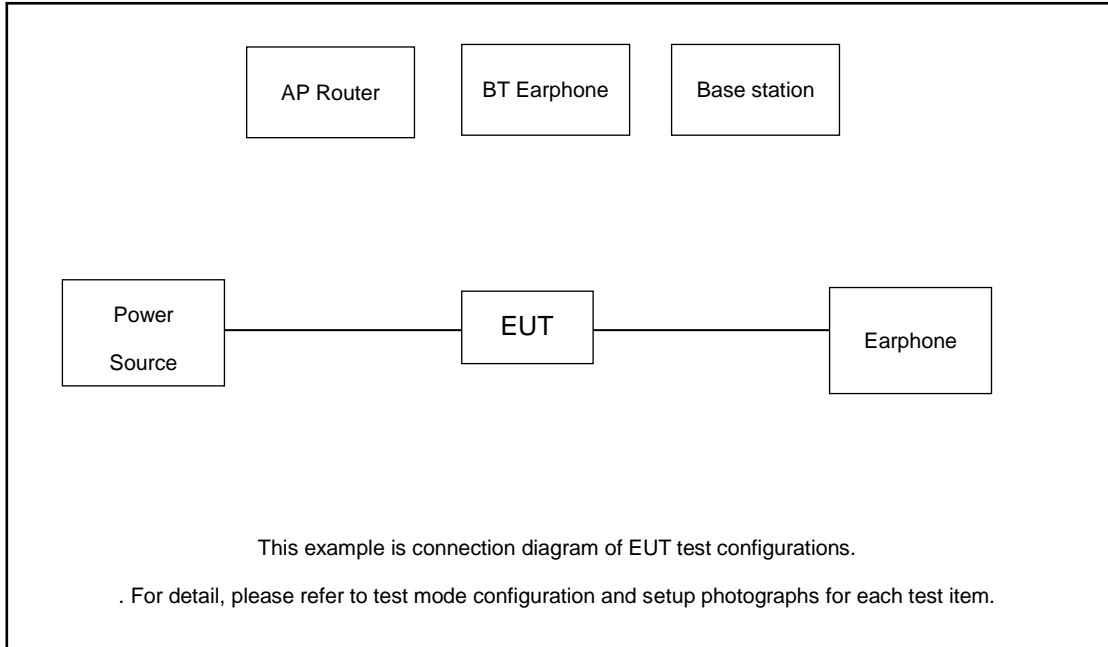 AP Router
BT Earphone
Base station
Power
Source
EUT
Earphone
This example is connection diagram of EUT test configurations.
. For detail, please refer to test mode configuration and setup photographs for each test item.